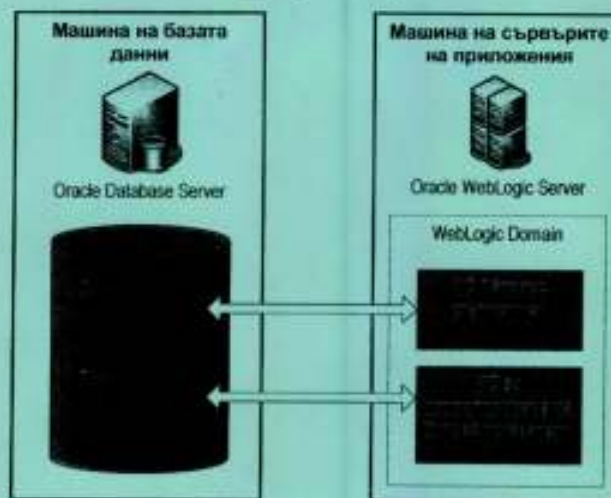 Машина на базата
данни
Oracle Database Server
Машина на сървърите
на приложения
Oracle WebLogic Server
WebLogic Domain